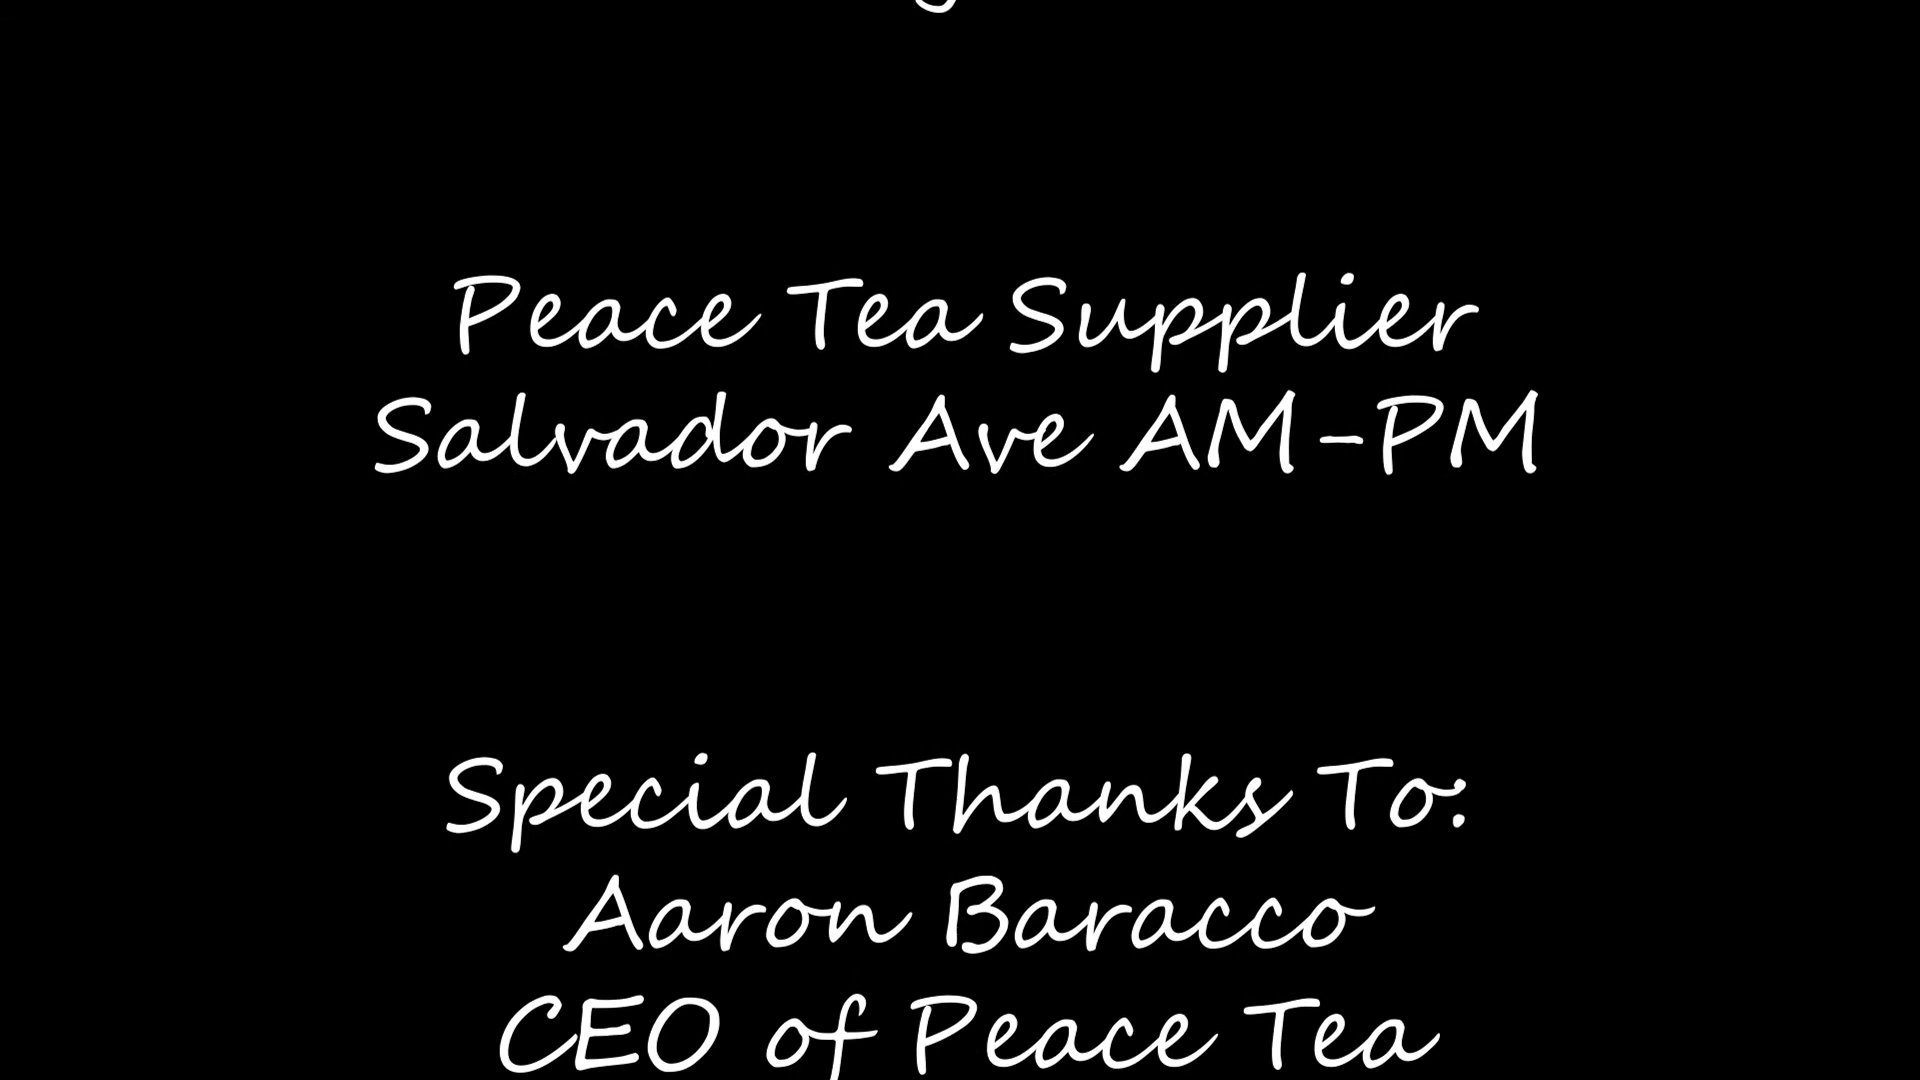 Peace Tea Supplier
Salvador Ave AM-PM
Special Thanks To:
Aaron Baracco
CEO of Peace Tea